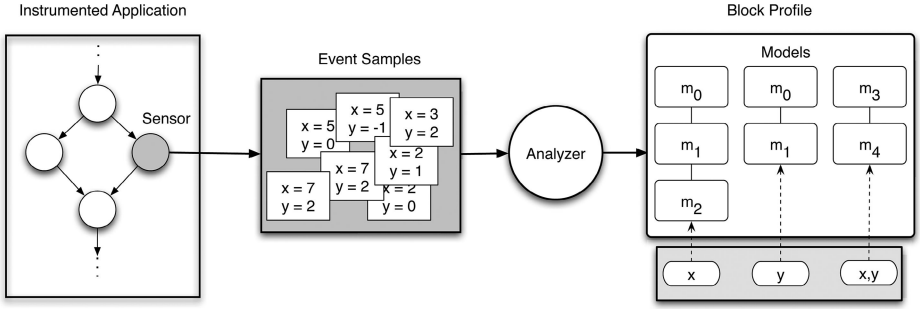 Instrumented Application
Sensor
Event Samples
x = 5
y = 0
x = 5
y = -1
x = 3
y = 2
x = 7
y = 2
x = 2
y = 1
x = 7
y = 2
x = 2
y = 0
Analyzer
Block Profile
Models
m0 m0 m3
m1 m1 m4
m2
x y x,y